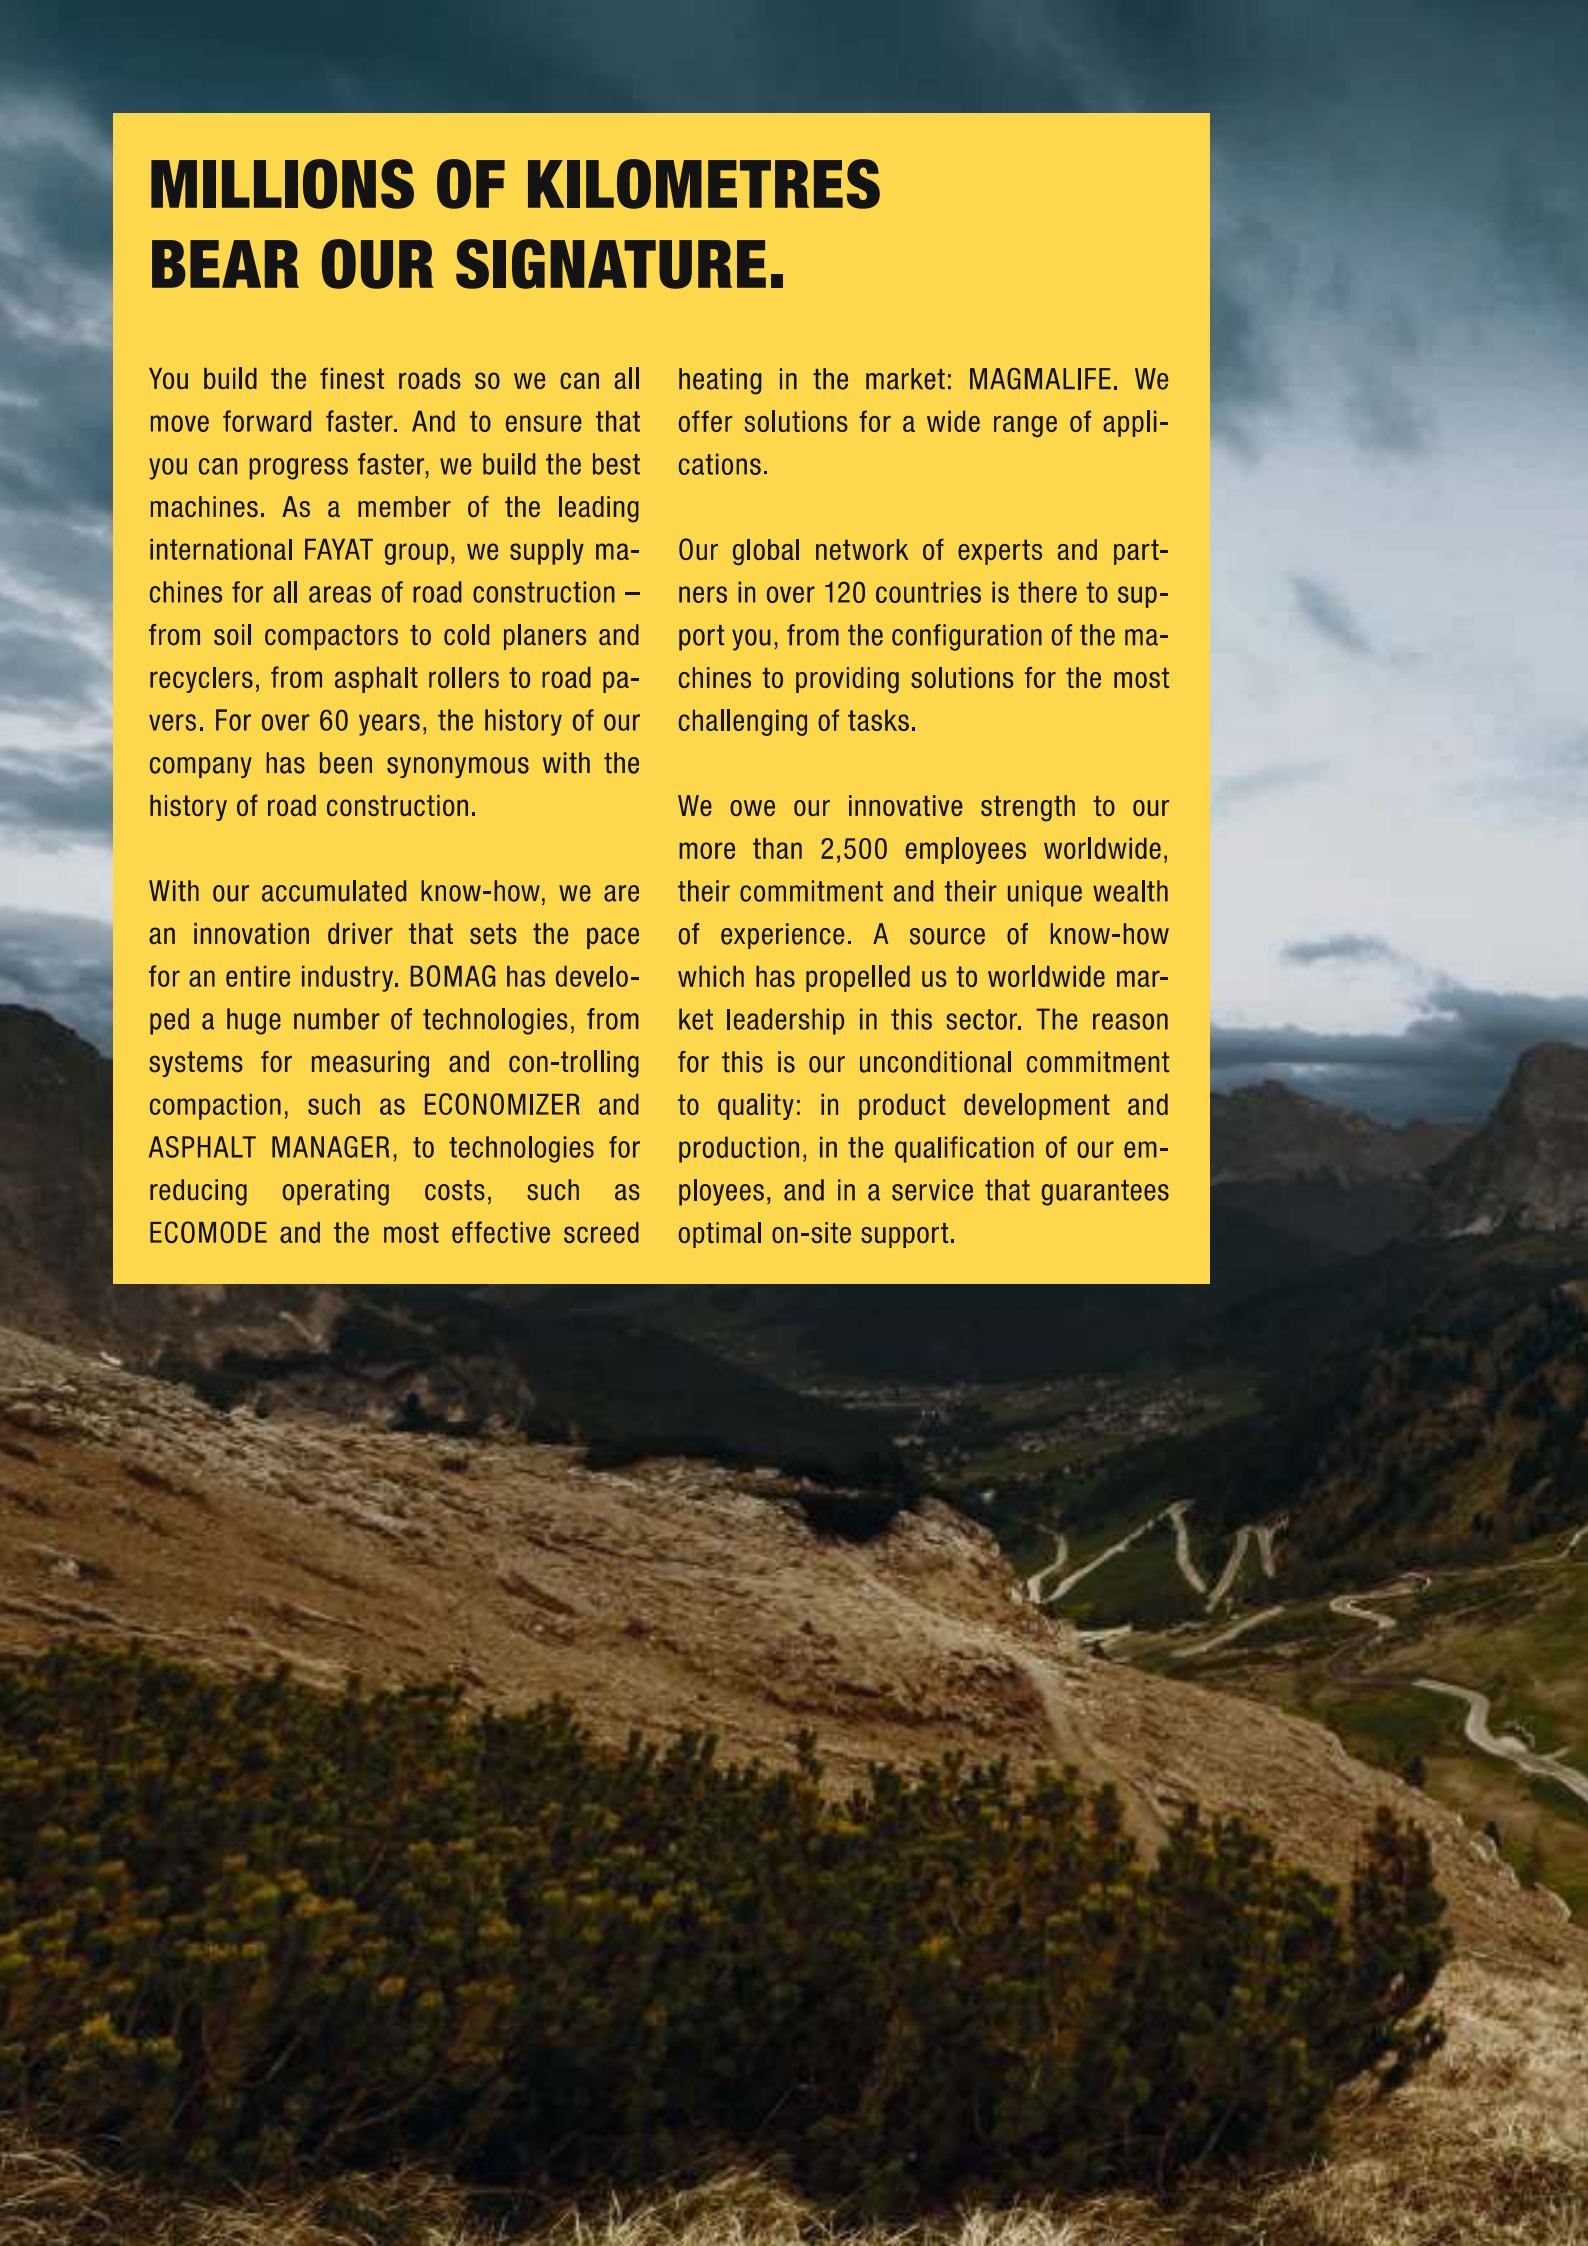 MILLIONS OF KILOMETRES
BEAR OUR SIGNATURE.
You build the finest roads so we can all
move forward faster. And to ensure that
you can progress faster, we build the best
machines. As a member of the leading
international FAYAT group, we supply ma-
chines for all areas of road construction –
from soil compactors to cold planers and
recyclers, from asphalt rollers to road pa-
vers. For over 60 years, the history of our
company has been synonymous with the
history of road construction.
With our accumulated know-how, we are
an innovation driver that sets the pace
for an entire industry. BOMAG has develo-
ped a huge number of technologies, from
systems for measuring and con-trolling
compaction, such as ECONOMIZER and
ASPHALT MANAGER, to technologies for
reducing operating costs, such as
ECOMODE and the most effective screed
heating in the market: MAGMALIFE. We
offer solutions for a wide range of appli-
cations.
Our global network of experts and part-
ners in over 120 countries is there to sup-
port you, from the configuration of the ma-
chines to providing solutions for the most
challenging of tasks.
We owe our innovative strength to our
more than 2,500 employees worldwide,
their commitment and their unique wealth
of experience. A source of know-how
which has propelled us to worldwide mar-
ket leadership in this sector. The reason
for this is our unconditional commitment
to quality: in product development and
production, in the qualification of our em-
ployees, and in a service that guarantees
optimal on-site support.